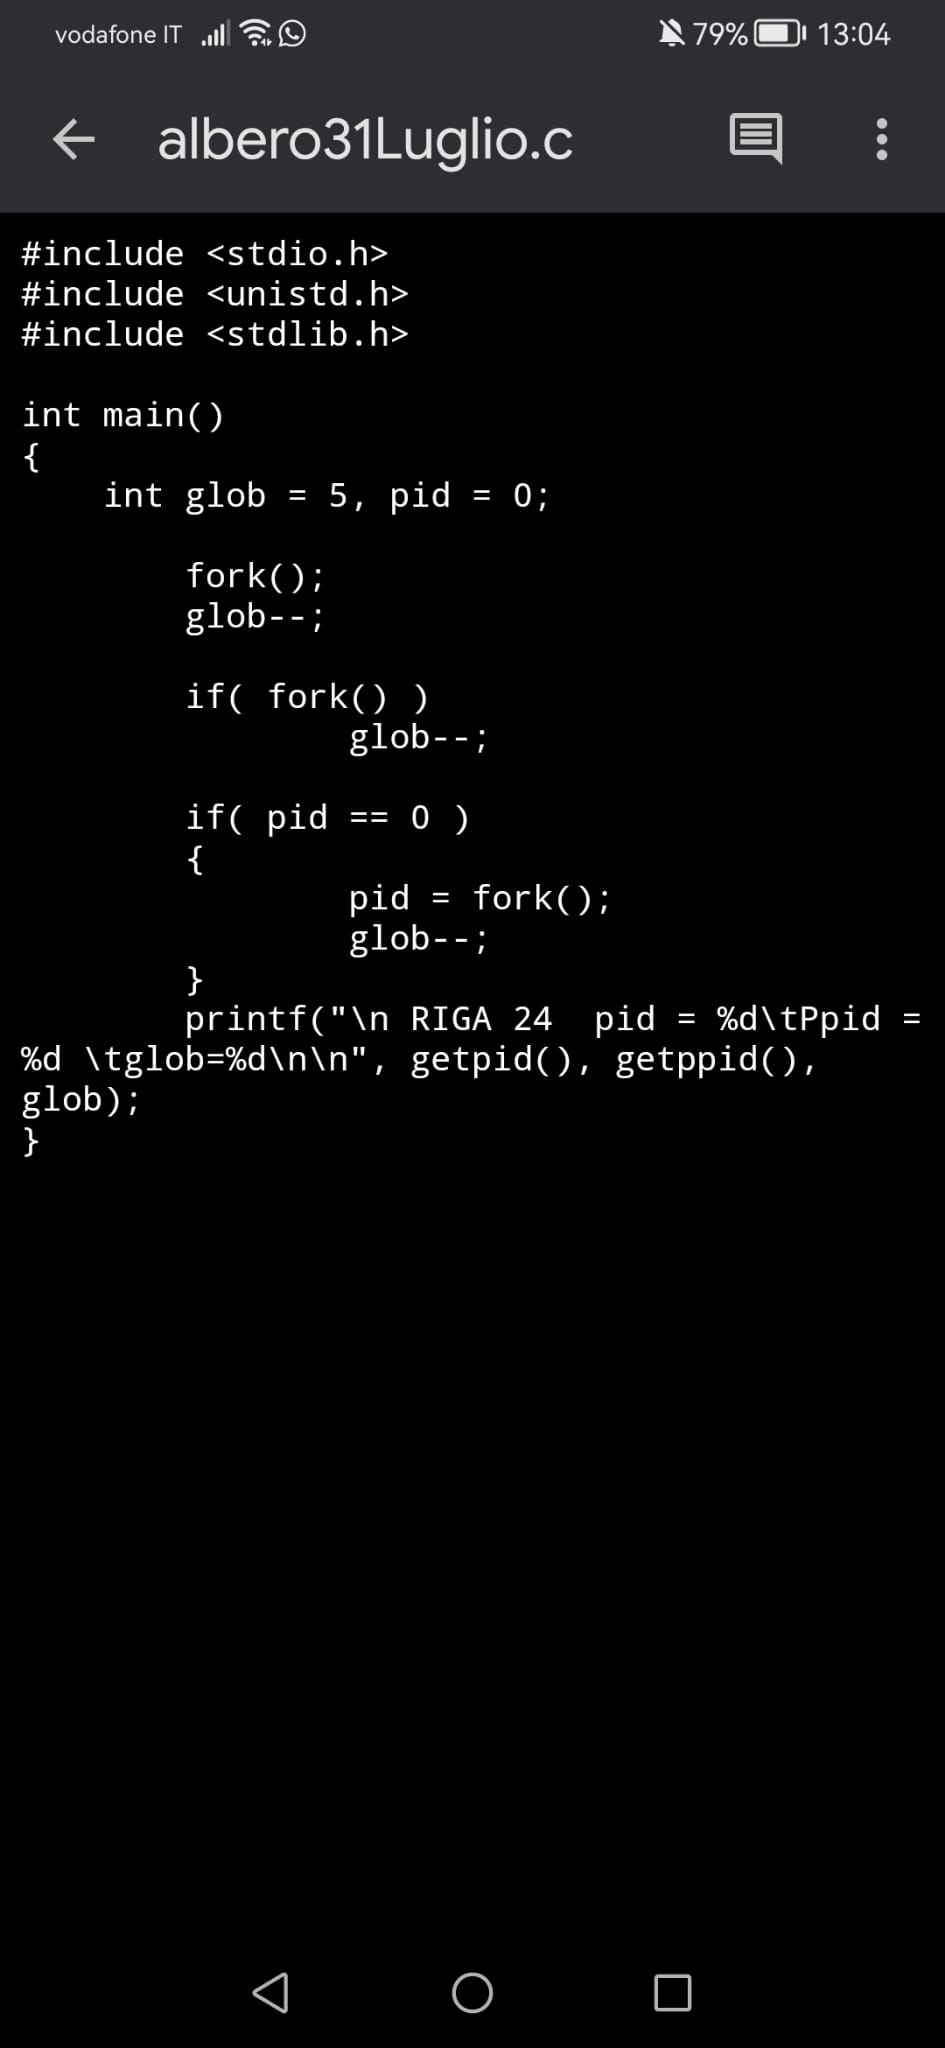 vodafone IT 79% 13:04
albero31Luglio.c
#include <stdio.h>
#include <unistd.h>
#include <stdlib.h>
int main()
{
    int glob = 5, pid = 0;
        fork();
        glob--;
        if( fork() )
                glob--;
        if( pid == 0 )
        {
                pid = fork();
                glob--;
        }
        printf("\n RIGA 24  pid = %d\tPpid =
%d \tglob=%d\n\n", getpid(), getppid(),
glob);
}